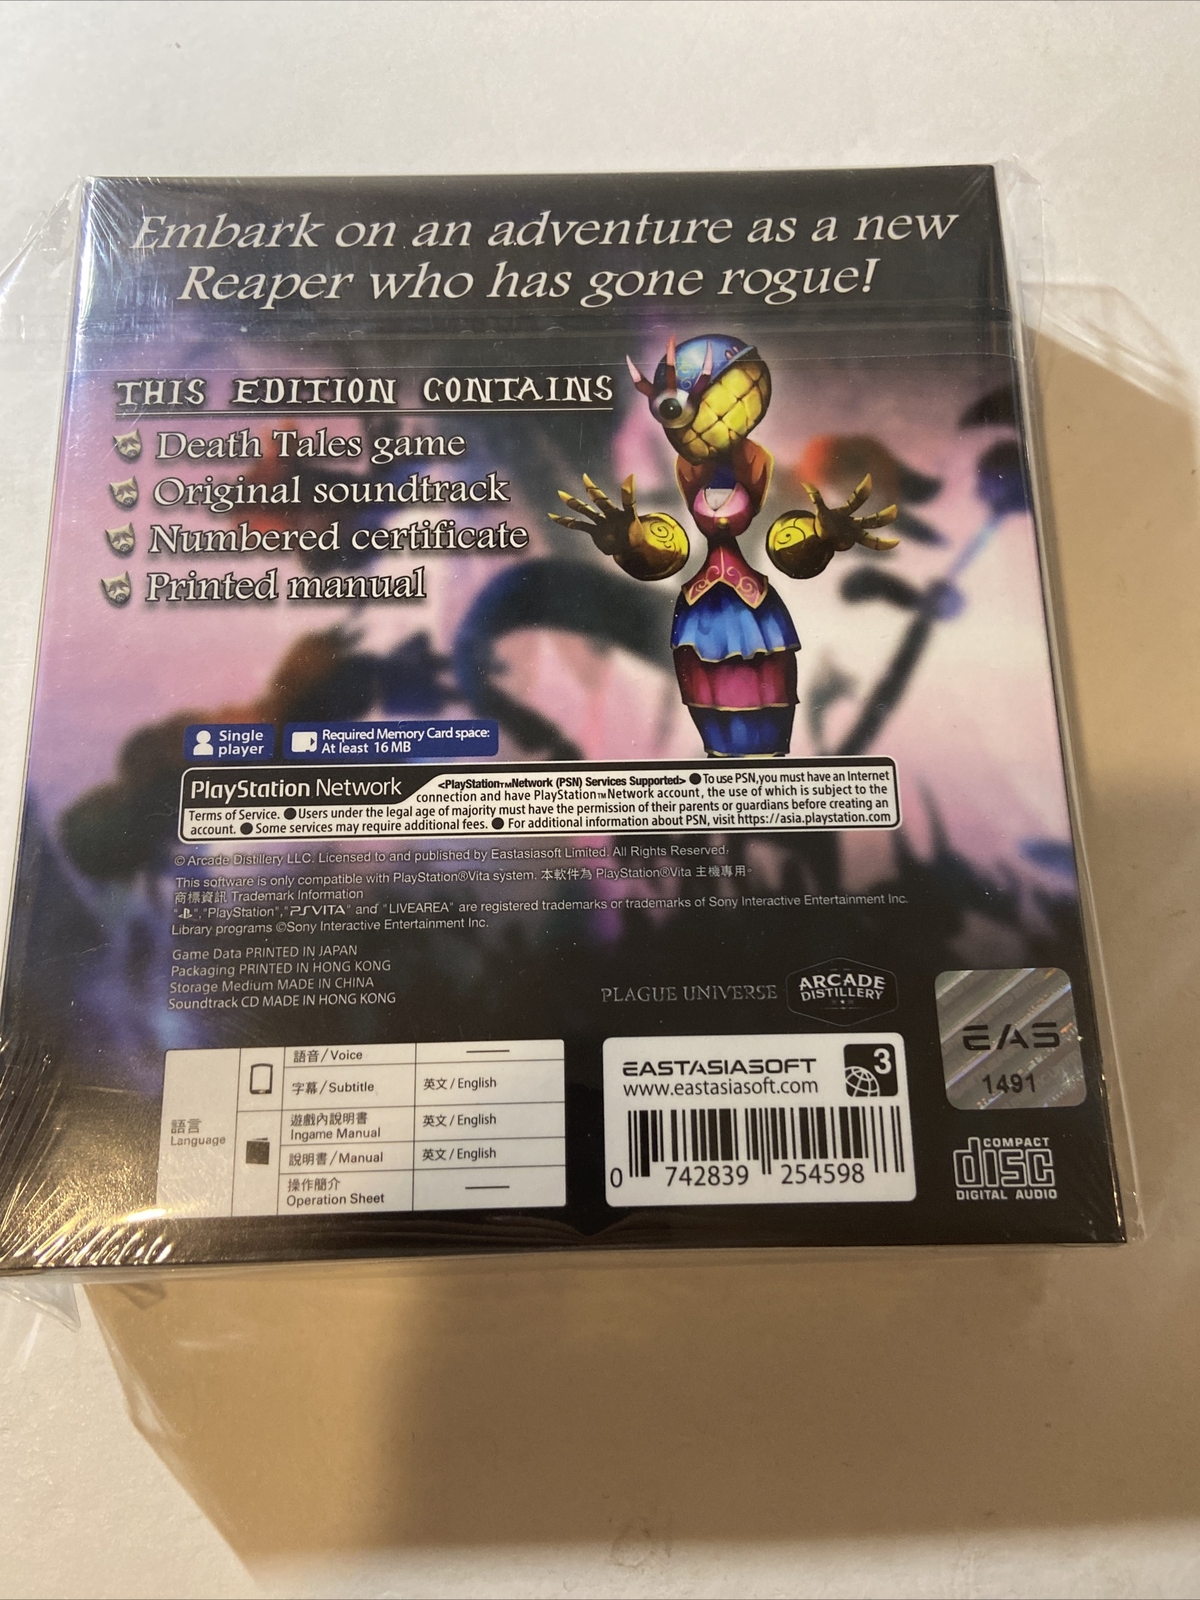 Embark on an adventure as a new
Reaper who has gone rogue!
THIS EDITION CONTAINS
Death Tales game
Original soundtrack
Numbered certificate
Printed manual
Single
player
Required Memory Card space:
At least 16 MB
PlayStation Network
<PlayStation™Network (PSN) Services Supported> ●To use PSN,you must have an Internet
connection and have PlayStation™Network account, the use of which is subject to the
Terms of Service. ●Users under the legal age of majority must have the permission of their parents or guardians before creating an
account. ●Some services may require additional fees. ● For additional information about PSN, visit https://asia.playstation.com
© Arcade Distillery LLC. Licensed to and published by Eastasiasoft Limited. All Rights Reserved.
This software is only compatible with PlayStation®Vita system. 本軟件為 PlayStation®Vita 主機專用。
商標資訊 Trademark Information
"PS","PlayStation","PSVITA" and "LIVEAREA" are registered trademarks or trademarks of Sony Interactive Entertainment Inc.
Library programs ©Sony Interactive Entertainment Inc.
Game Data PRINTED IN JAPAN
Packaging PRINTED IN HONG KONG
Storage Medium MADE IN CHINA
Soundtrack CD MADE IN HONG KONG
PLAGUE UNIVERSE
ARCADE
DISTILLERY
EAS
1491
語言
Language
語音/Voice
字幕/Subtitle 英文/English
遊戲內說明書
Ingame Manual 英文/English
說明書/Manual 英文/English
操作簡介
Operation Sheet
EASTASIASOFT
www.eastasiasoft.com
3
0 742839 254598
COMPACT
disc
DIGITAL AUDIO